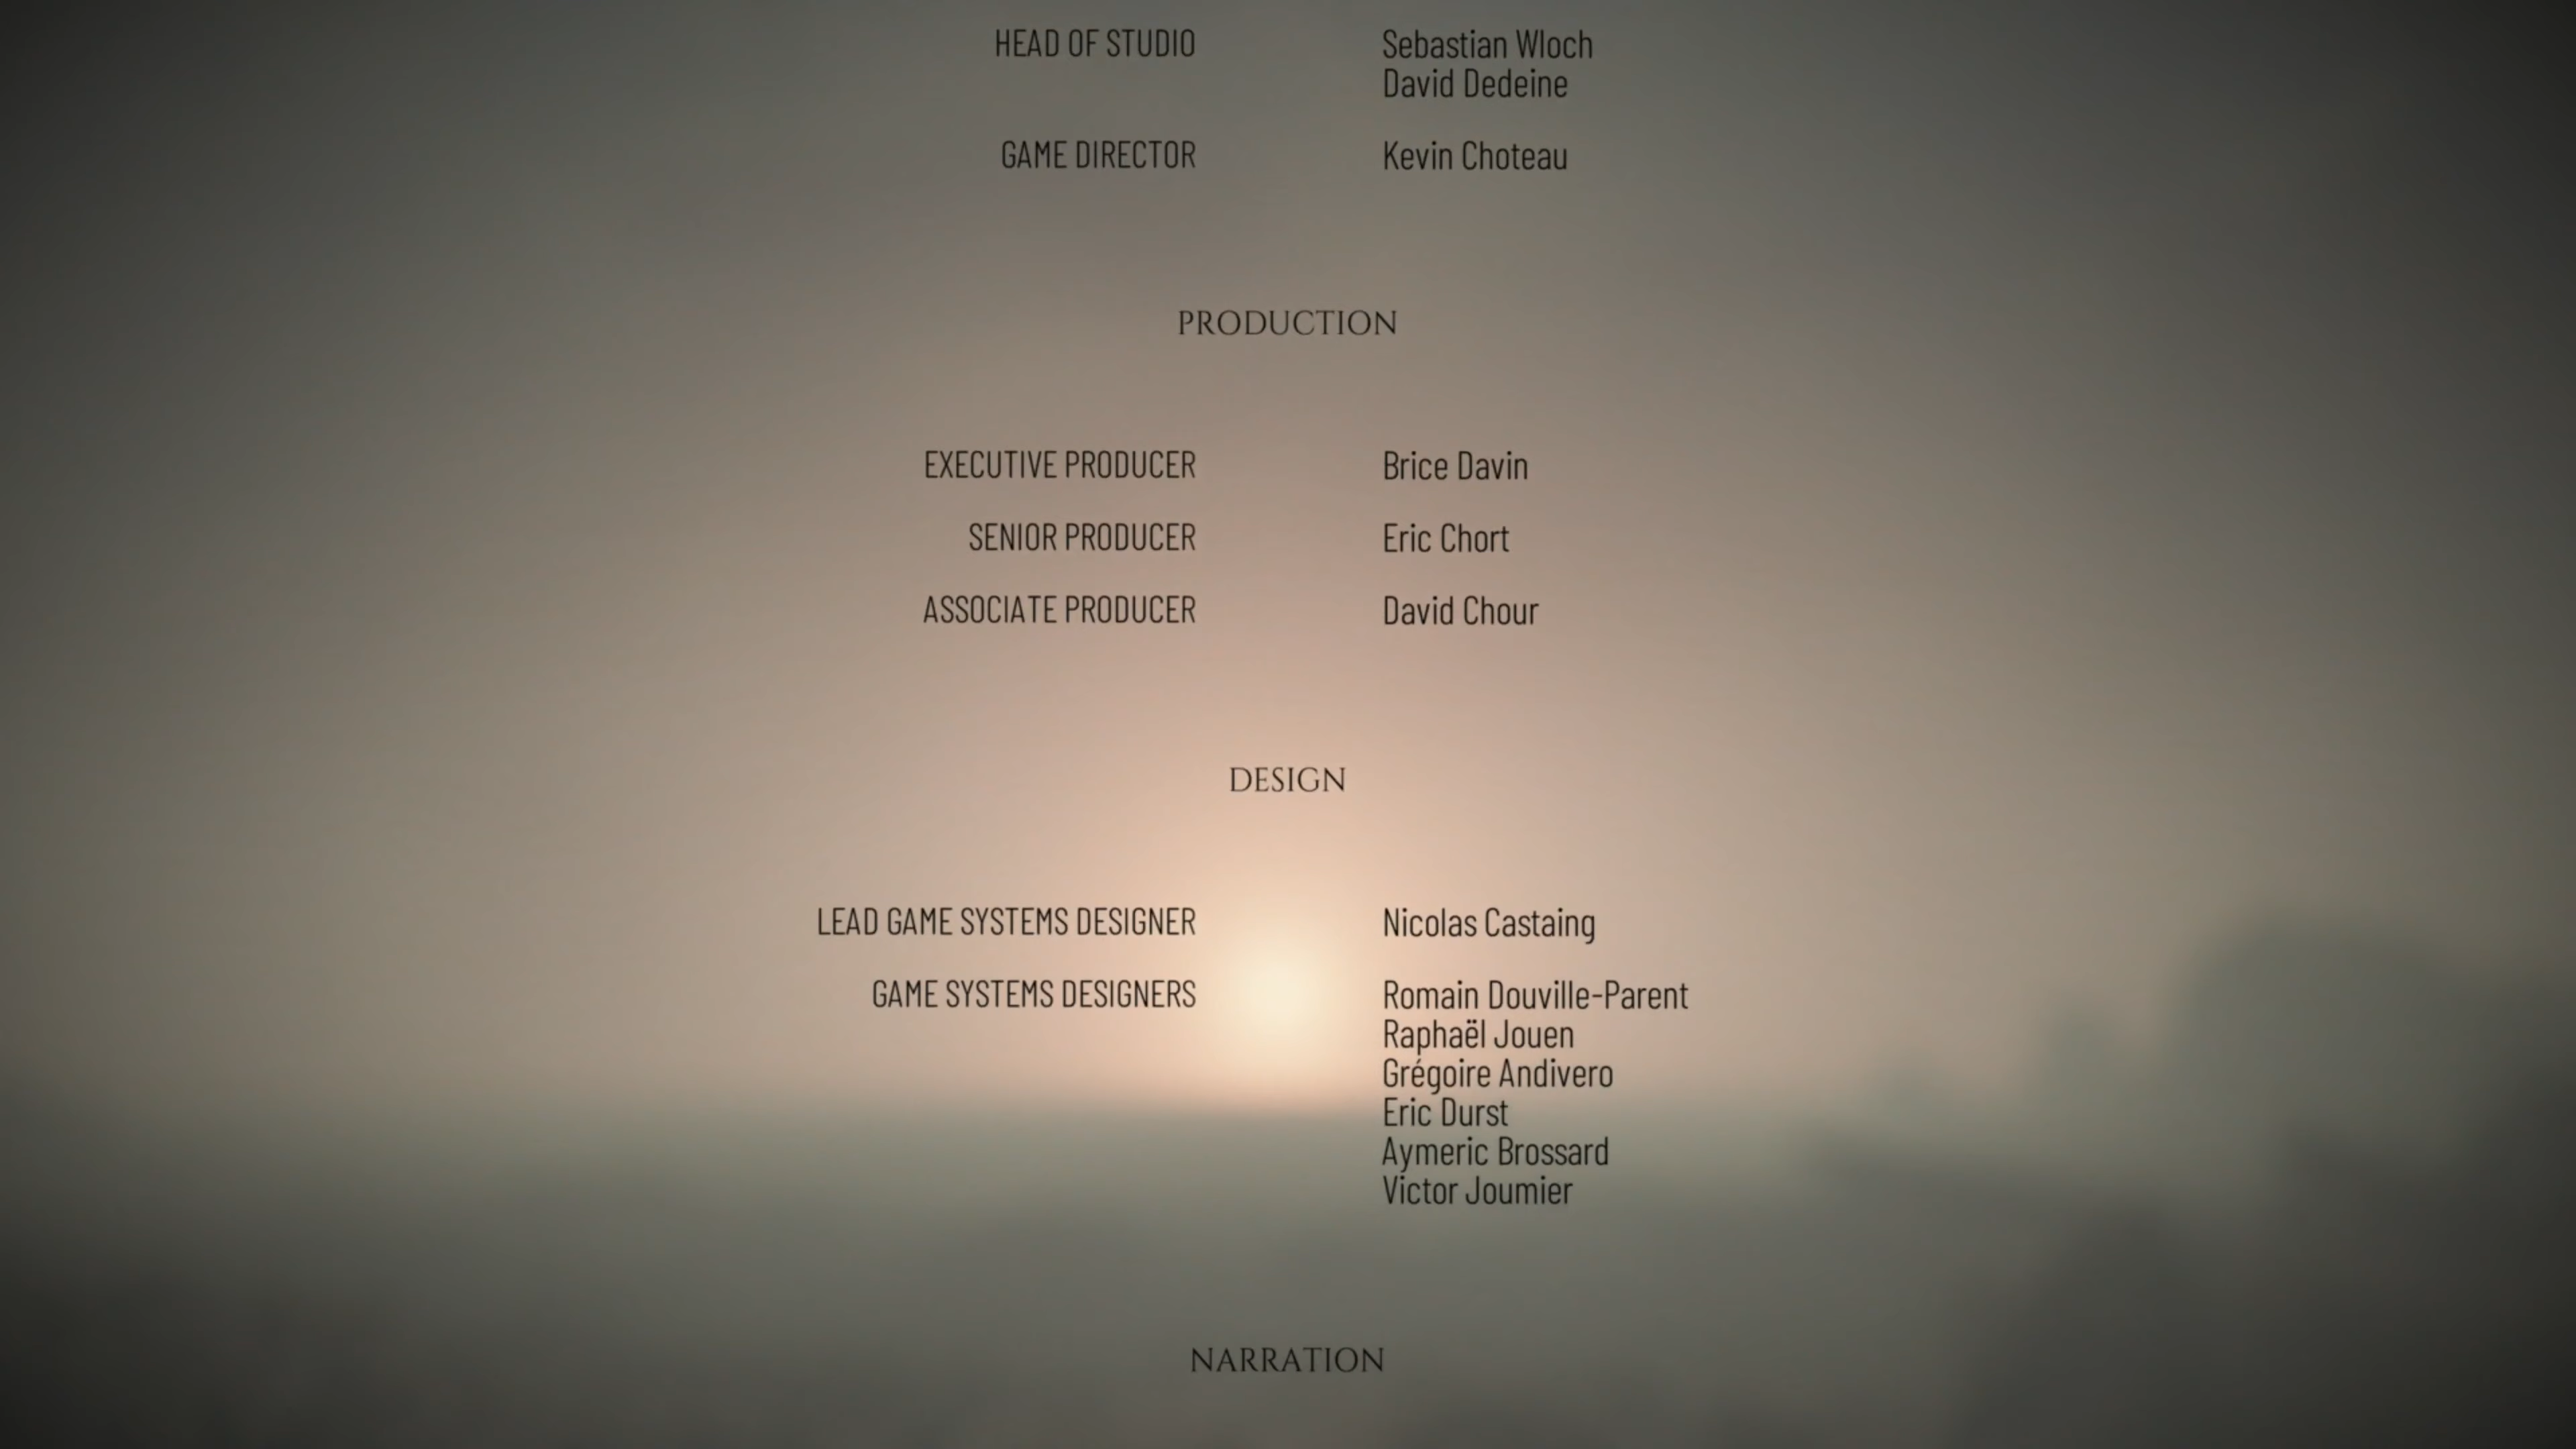 HEAD OF STUDIO Sebastian Wloch
David Dedeine
GAME DIRECTOR Kevin Choteau
PRODUCTION
EXECUTIVE PRODUCER Brice Davin
SENIOR PRODUCER Eric Chort
ASSOCIATE PRODUCER David Chour
DESIGN
LEAD GAME SYSTEMS DESIGNER Nicolas Castaing
GAME SYSTEMS DESIGNERS Romain Douville-Parent
Raphaël Jouen
Grégoire Andivero
Eric Durst
Aymeric Brossard
Victor Joumier
NARRATION